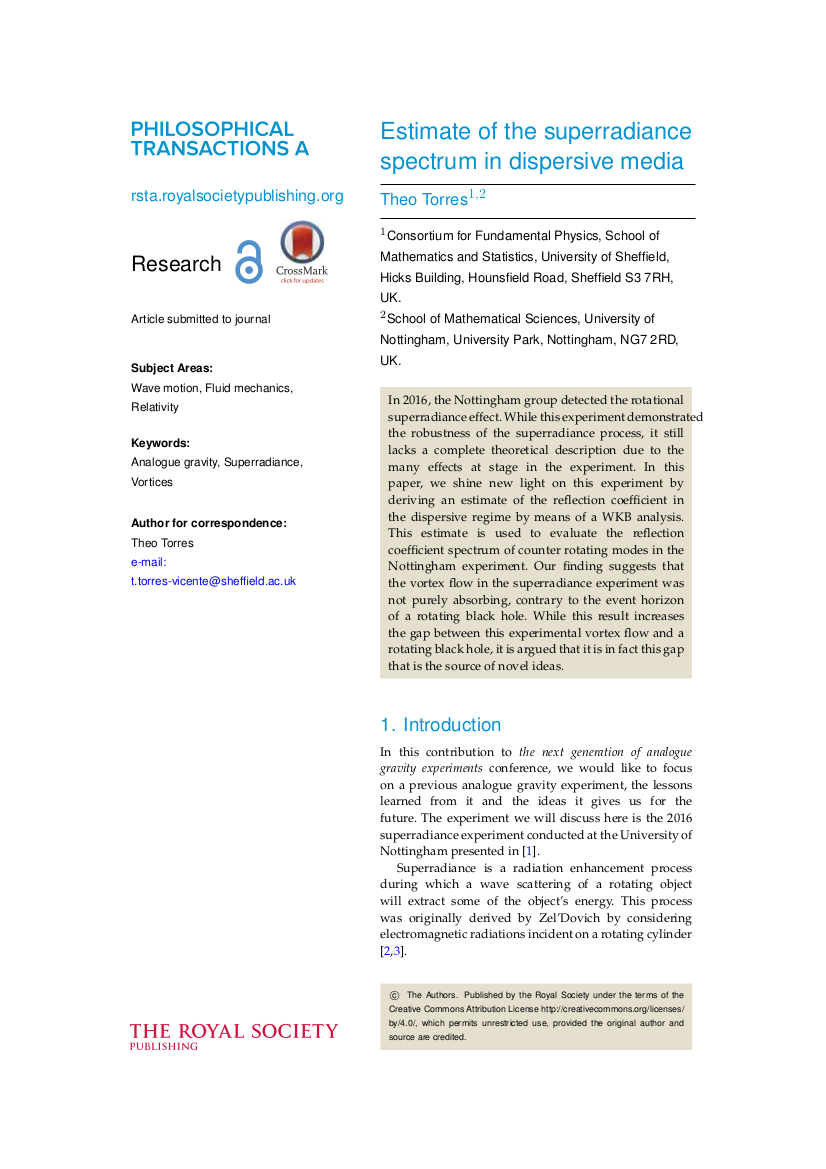 PHILOSOPHICAL
TRANSACTIONS A
rsta.royalsocietypublishing.org
Research
CrossMark
click for updates
Article submitted to journal
Subject Areas:
Wave motion, Fluid mechanics,
Relativity
Keywords:
Analogue gravity, Superradiance,
Vortices
Author for correspondence:
Theo Torres
e-mail:
t.torres-vicente@sheffield.ac.uk
Estimate of the superradiance
spectrum in dispersive media
Theo Torres1,2
1Consortium for Fundamental Physics, School of
Mathematics and Statistics, University of Sheffield,
Hicks Building, Hounsfield Road, Sheffield S3 7RH,
UK.
2School of Mathematical Sciences, University of
Nottingham, University Park, Nottingham, NG7 2RD,
UK.
In 2016, the Nottingham group detected the rotational
superradiance effect. While this experiment demonstrated
the robustness of the superradiance process, it still
lacks a complete theoretical description due to the
many effects at stage in the experiment. In this
paper, we shine new light on this experiment by
deriving an estimate of the reflection coefficient in
the dispersive regime by means of a WKB analysis.
This estimate is used to evaluate the reflection
coefficient spectrum of counter rotating modes in the
Nottingham experiment. Our finding suggests that
the vortex flow in the superradiance experiment was
not purely absorbing, contrary to the event horizon
of a rotating black hole. While this result increases
the gap between this experimental vortex flow and a
rotating black hole, it is argued that it is in fact this gap
that is the source of novel ideas.
1. Introduction
In this contribution to the next generation of analogue
gravity experiments conference, we would like to focus
on a previous analogue gravity experiment, the lessons
learned from it and the ideas it gives us for the
future. The experiment we will discuss here is the 2016
superradiance experiment conducted at the University of
Nottingham presented in [1].
Superradiance is a radiation enhancement process
during which a wave scattering of a rotating object
will extract some of the object's energy. This process
was originally derived by Zel'Dovich by considering
electromagnetic radiations incident on a rotating cylinder
[2,3].
© The Authors. Published by the Royal Society under the terms of the
Creative Commons Attribution License http://creativecommons.org/licenses/
by/4.0/, which permits unrestricted use, provided the original author and
source are credited.
THE ROYAL SOCIETY
PUBLISHING